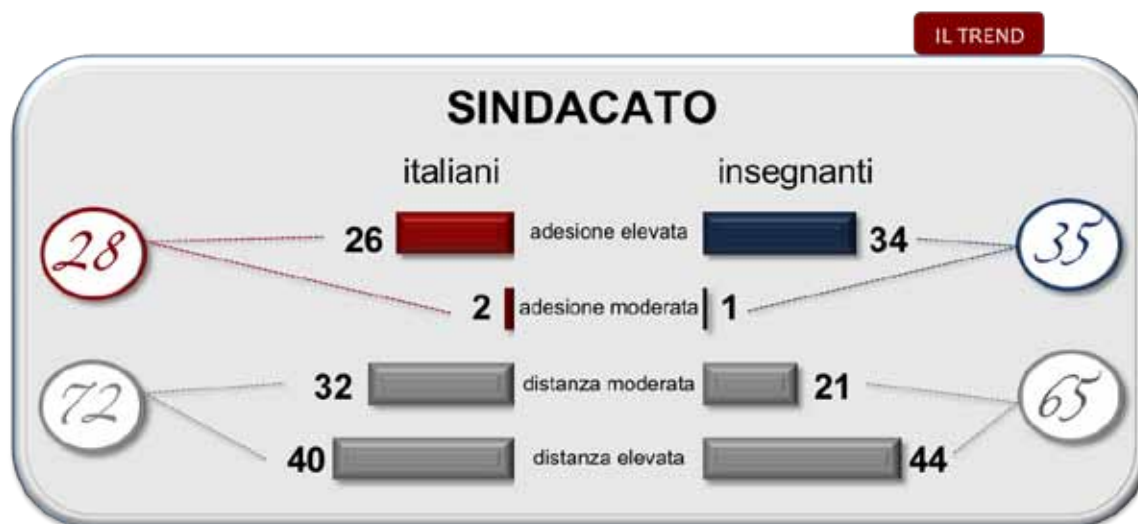 IL TREND
SINDACATO
italiani insegnanti
28 26 adesione elevata 34 35
2 adesione moderata 1
72 32 distanza moderata 21 65
40 distanza elevata 44